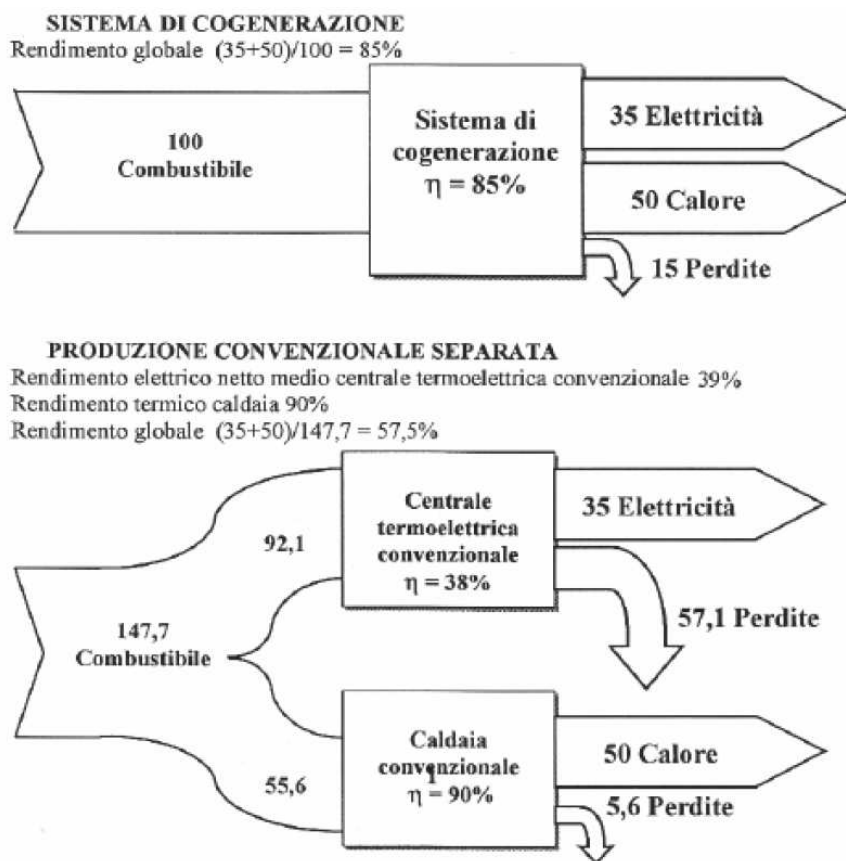 SISTEMA DI COGENERAZIONE
Rendimento globale (35+50)/100 = 85%
100
Combustibile
Sistema di
cogenerazione
η = 85%
35 Elettricità
50 Calore
15 Perdite
PRODUZIONE CONVENZIONALE SEPARATA
Rendimento elettrico netto medio centrale termoelettrica convenzionale 39%
Rendimento termico caldaia 90%
Rendimento globale (35+50)/147,7 = 57,5%
147,7
Combustibile
92,1
Centrale
termoelettrica
convenzionale
η = 38%
35 Elettricità
57,1 Perdite
55,6
Caldaia
convenzionale
1
η = 90%
50 Calore
5,6 Perdite